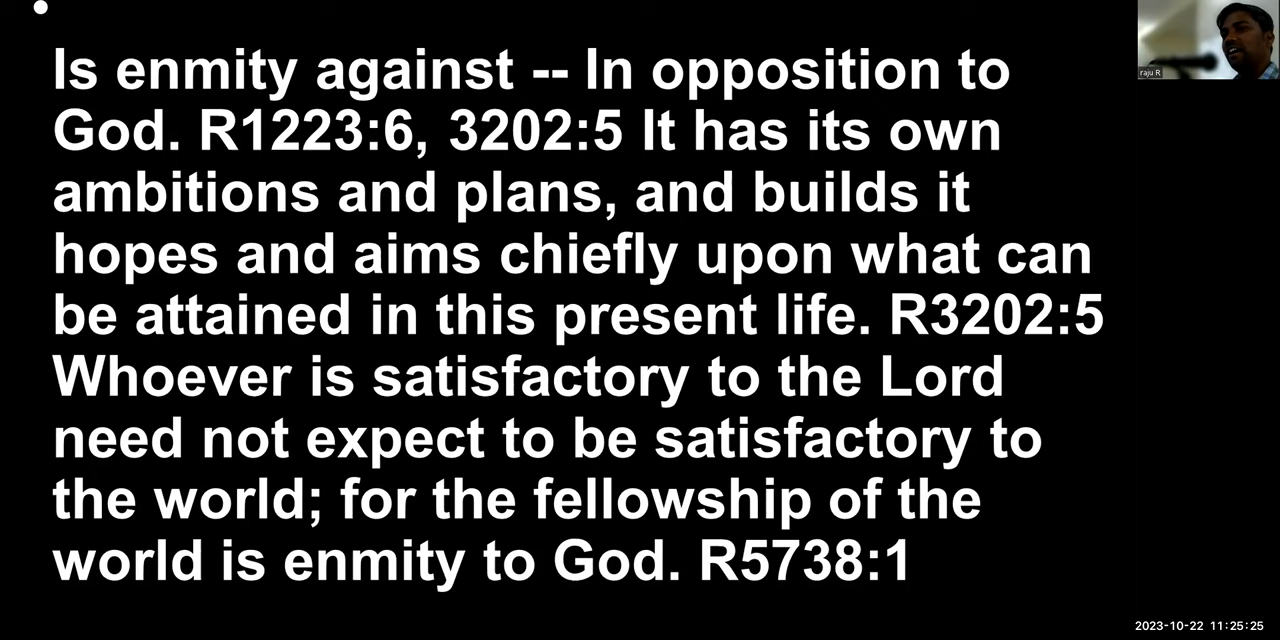 Is enmity against -- In opposition to
God. R1223:6, 3202:5 It has its own
ambitions and plans, and builds it
hopes and aims chiefly upon what can
be attained in this present life. R3202:5
Whoever is satisfactory to the Lord
need not expect to be satisfactory to
the world; for the fellowship of the
world is enmity to God. R5738:1
raju R
2023-10-22 11:25:25